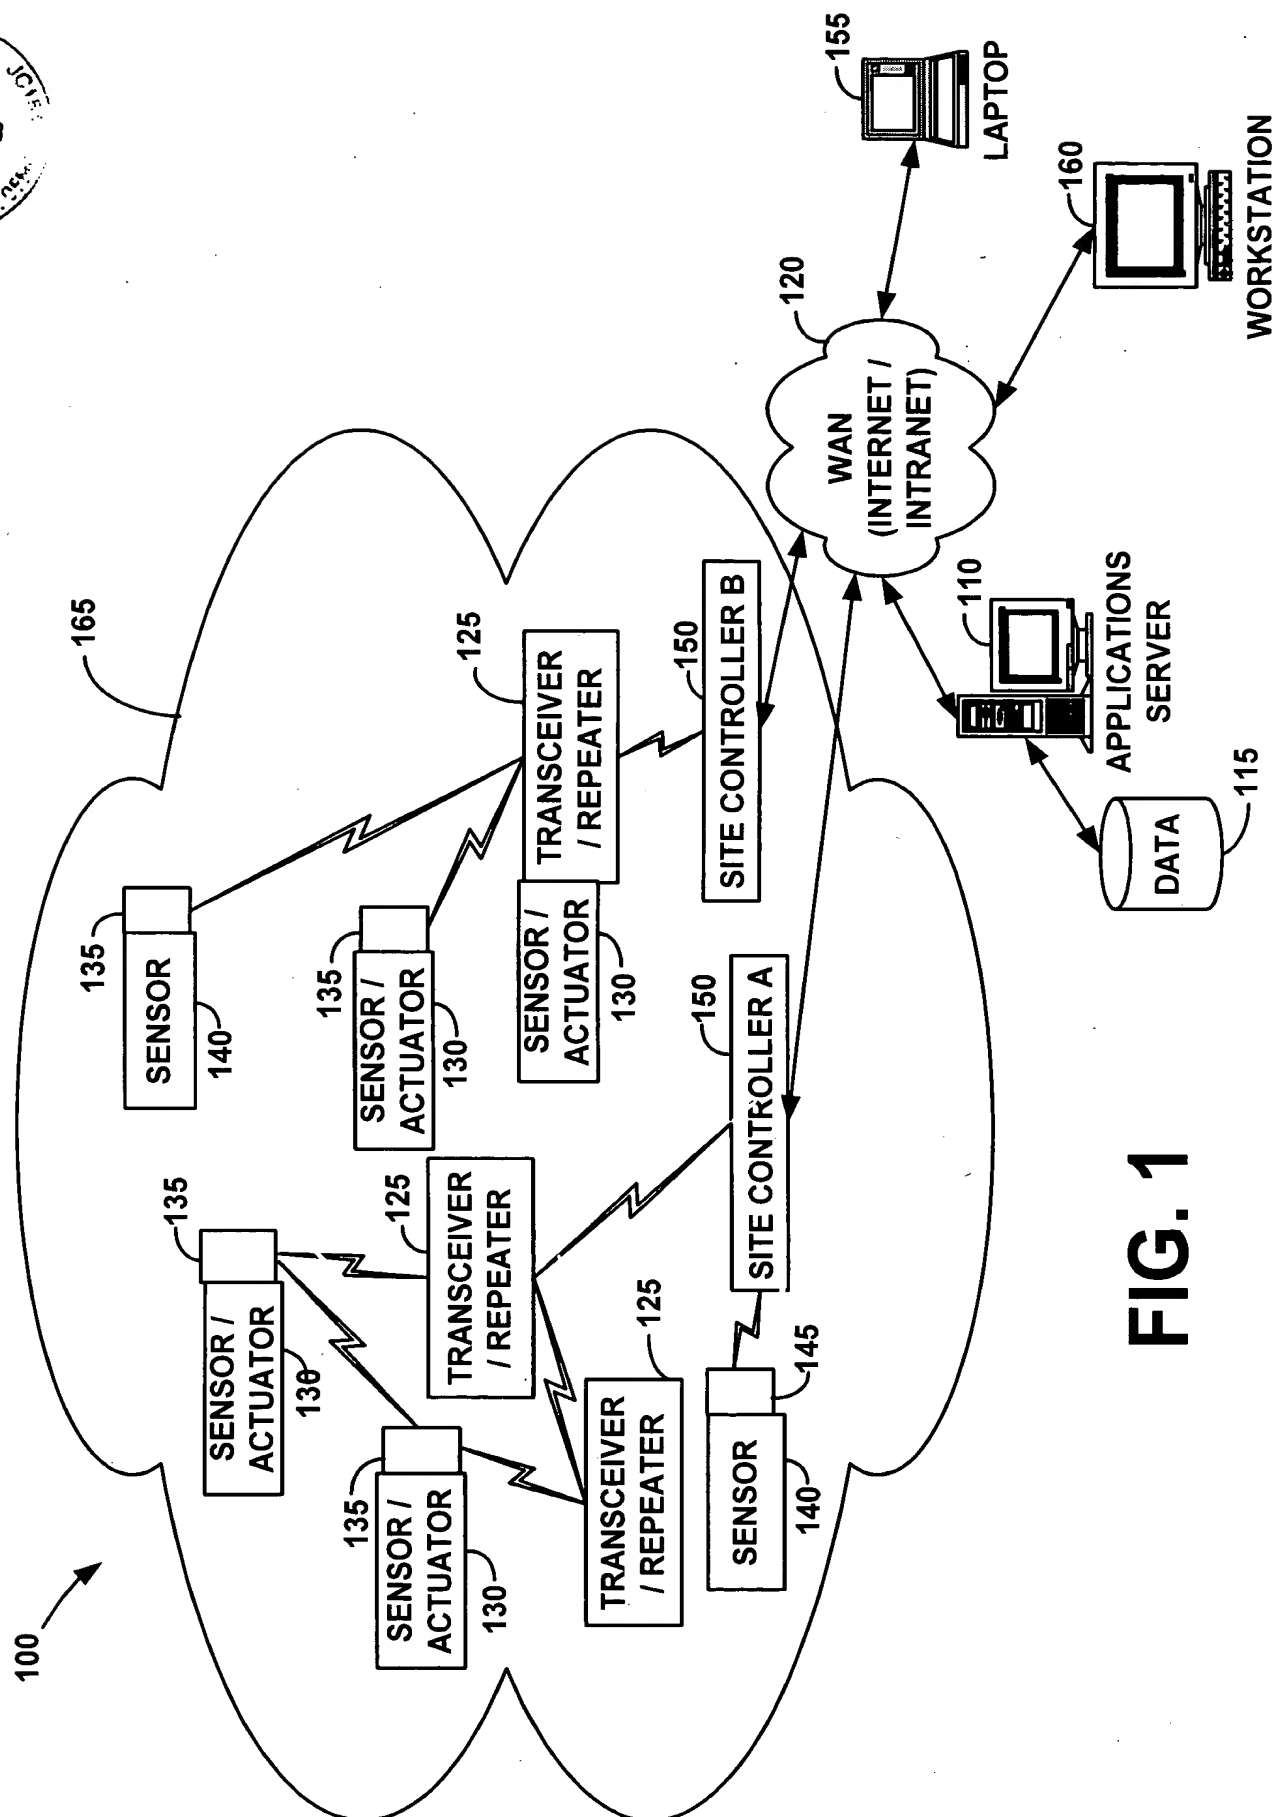 100
165
135
SENSOR /
ACTUATOR
130
135
SENSOR
140
135
SENSOR /
ACTUATOR
130
125
TRANSCEIVER
/ REPEATER
135
SENSOR /
ACTUATOR
130
125
TRANSCEIVER
/ REPEATER
SENSOR /
ACTUATOR
130
TRANSCEIVER
/ REPEATER
125
SENSOR
140
145
150
SITE CONTROLLER A
150
SITE CONTROLLER B
120
WAN
(INTERNET /
INTRANET)
155
LAPTOP
160
WORKSTATION
110
APPLICATIONS
SERVER
DATA
115
FIG. 1